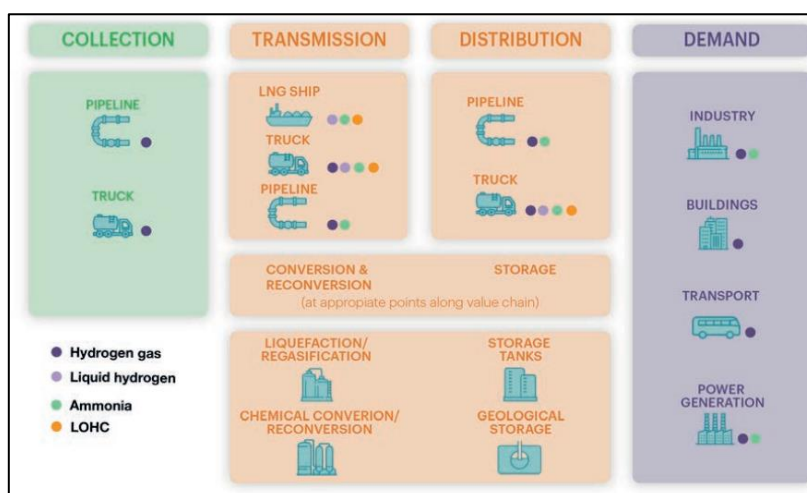 COLLECTION
PIPELINE
TRUCK
TRANSMISSION
LNG SHIP
TRUCK
PIPELINE
DISTRIBUTION
PIPELINE
TRUCK
CONVERSION &
RECONVERSION
STORAGE
(at appropiate points along value chain)
LIQUEFACTION/
REGASIFICATION
STORAGE
TANKS
CHEMICAL CONVERION/
RECONVERSION
GEOLOGICAL
STORAGE
DEMAND
INDUSTRY
BUILDINGS
TRANSPORT
POWER
GENERATION
Hydrogen gas
Liquid hydrogen
Ammonia
LOHC